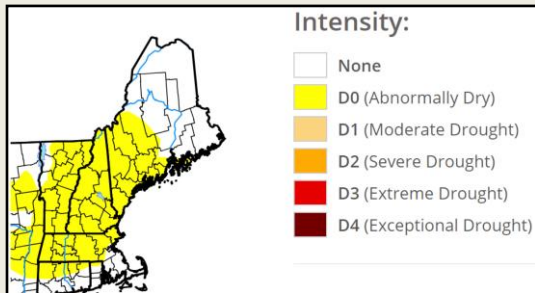 Intensity:
None
D0 (Abnormally Dry)
D1 (Moderate Drought)
D2 (Severe Drought)
D3 (Extreme Drought)
D4 (Exceptional Drought)